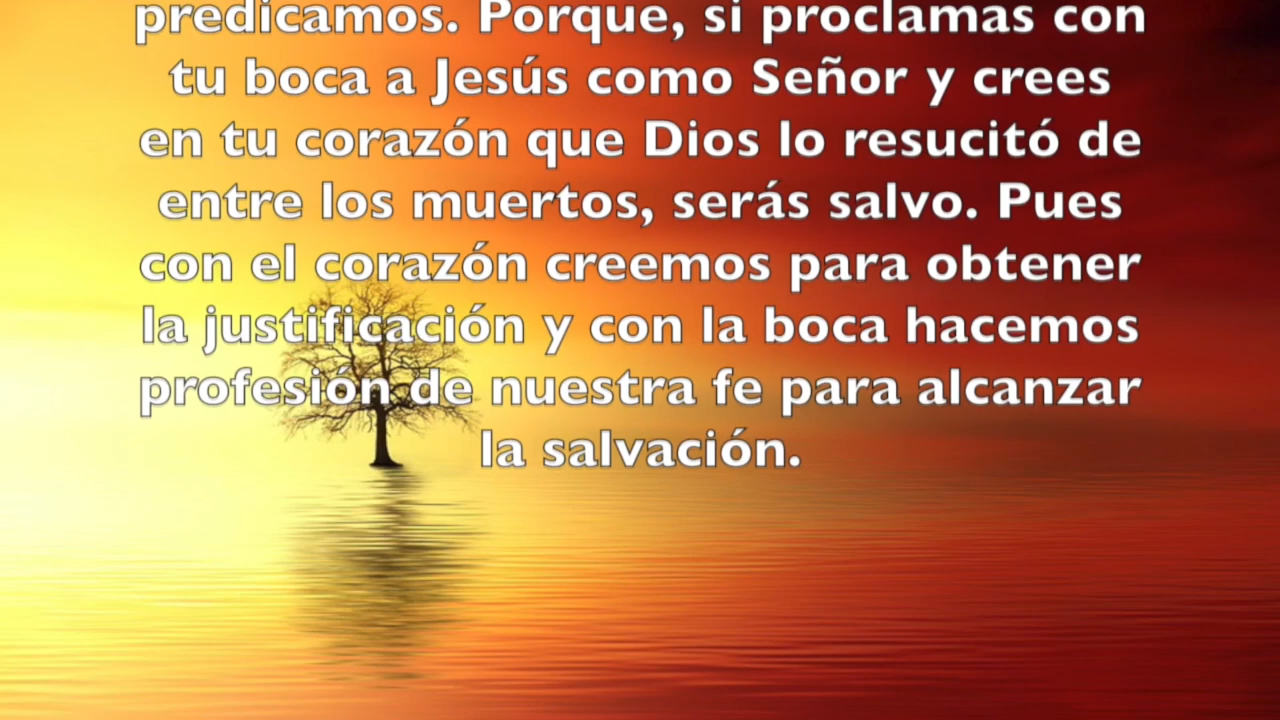 predicamos. Porque, si proclamas con
tu boca a Jesús como Señor y crees
en tu corazón que Dios lo resucitó de
entre los muertos, serás salvo. Pues
con el corazón creemos para obtener
la justificación y con la boca hacemos
profesión de nuestra fe para alcanzar
la salvación.